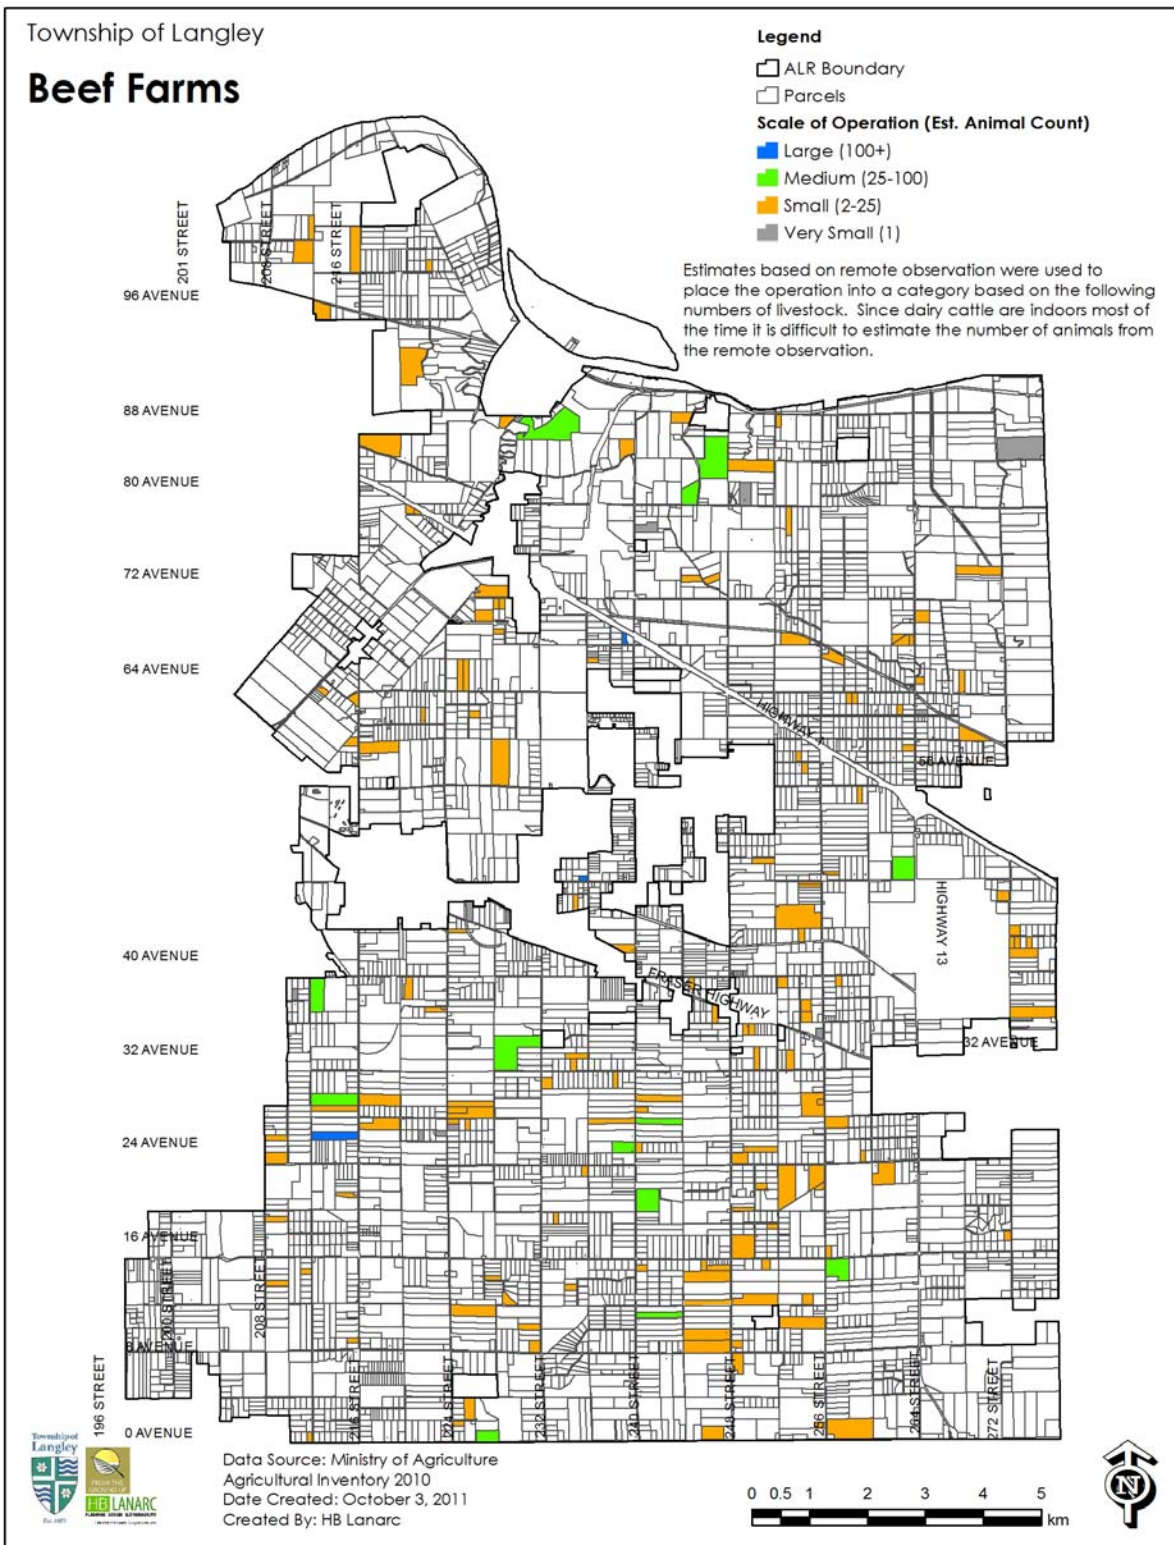 Township of Langley
Beef Farms
Legend
ALR Boundary
Parcels
Scale of Operation (Est. Animal Count)
Large (100+)
Medium (25-100)
Small (2-25)
Very Small (1)
Estimates based on remote observation were used to
place the operation into a category based on the following
numbers of livestock. Since dairy cattle are indoors most of
the time it is difficult to estimate the number of animals from
the remote observation.
201 STREET
208 STREET
216 STREET
96 AVENUE
88 AVENUE
80 AVENUE
72 AVENUE
64 AVENUE
HIGHWAY 1
56 AVENUE
HIGHWAY 13
40 AVENUE
FRASER HIGHWAY
32 AVENUE
32 AVENUE
24 AVENUE
16 AVENUE
200 STREET
208 STREET
8 AVENUE
196 STREET
216 STREET
224 STREET
232 STREET
240 STREET
248 STREET
256 STREET
264 STREET
272 STREET
0 AVENUE
Township of
Langley
Est. 1873
FROM THE
GROUND UP
HB LANARC
Data Source: Ministry of Agriculture
Agricultural Inventory 2010
Date Created: October 3, 2011
Created By: HB Lanarc
0 0.5 1 2 3 4 5
km
N